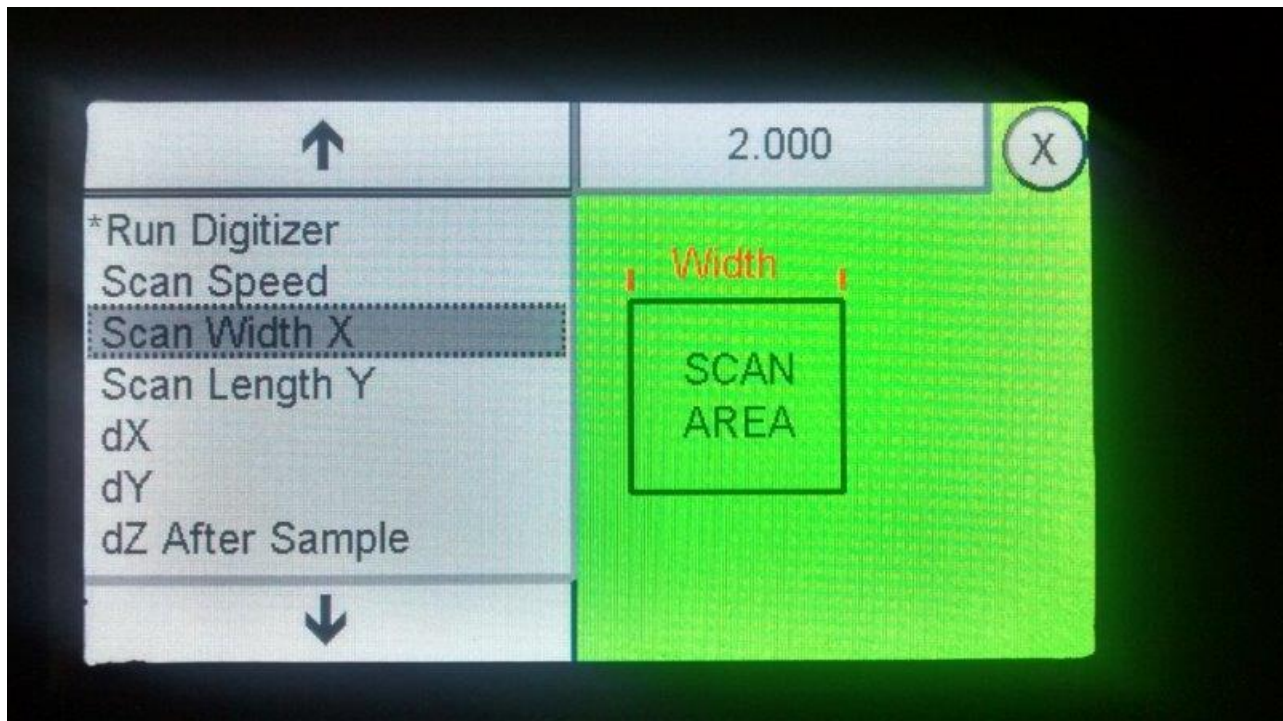 2.000
X
*Run Digitizer
Scan Speed
Scan Width X
Scan Length Y
dX
dY
dZ After Sample
Width
SCAN
AREA